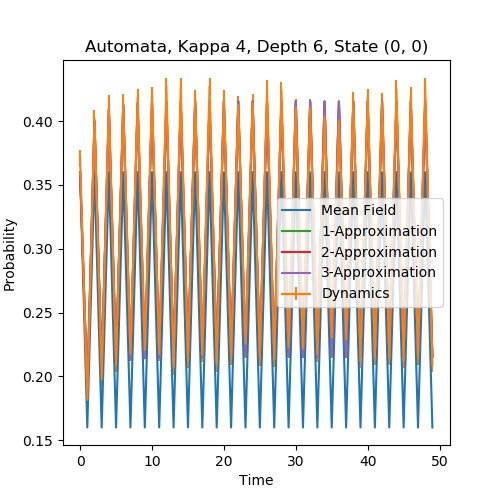 Automata, Kappa 4, Depth 6, State (0, 0)
Probability
0.40
0.35
0.30
0.25
0.20
0.15
Mean Field
1-Approximation
2-Approximation
3-Approximation
Dynamics
0 10 20 30 40 50
Time